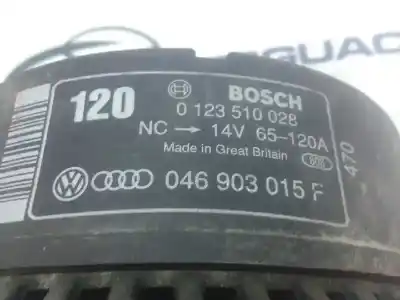 120
BOSCH
0 123 510 028
NC → 14V 65-120A
Made in Great Britain
470
046 903 015 F